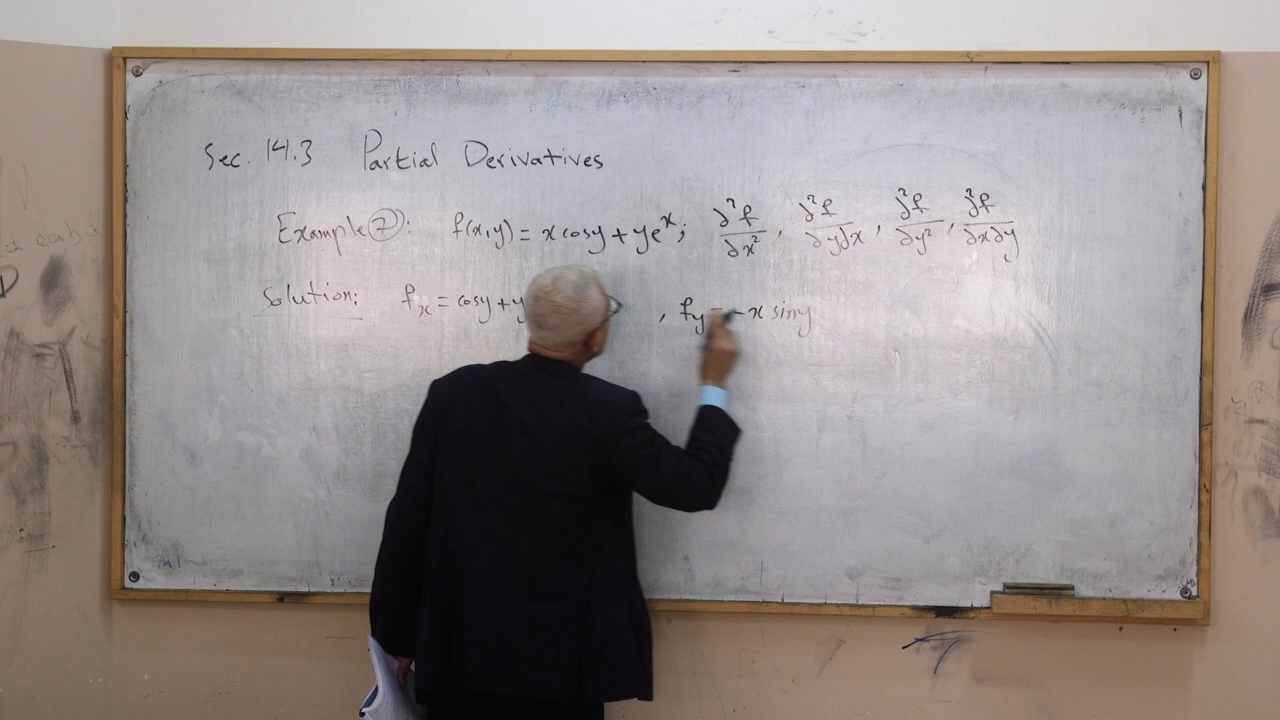 Sec. 14.3 Partial Derivatives
Example ⑦: f(x,y) = x cosy + ye^x; ∂²f/∂x², ∂²f/∂y∂x, ∂²f/∂y², ∂²f/∂x∂y
Solution: f_x = cosy + y , f_y = -x siny